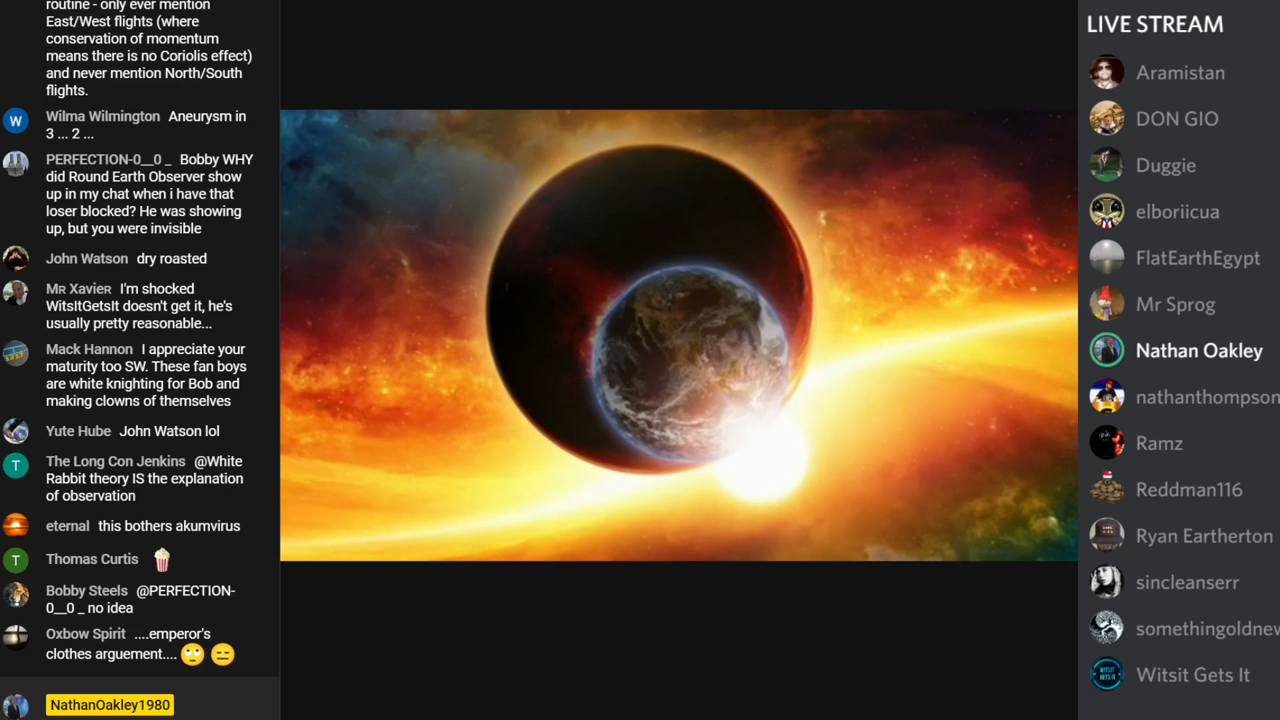 routine - only ever mention
East/West flights (where
conservation of momentum
means there is no Coriolis effect)
and never mention North/South
flights.
W
Wilma Wilmington Aneurysm in
3 ... 2 ...
PERFECTION-0__0 _ Bobby WHY
did Round Earth Observer show
up in my chat when i have that
loser blocked? He was showing
up, but you were invisible
John Watson dry roasted
Mr Xavier I'm shocked
WitsItGetsIt doesn't get it, he's
usually pretty reasonable...
Mack Hannon I appreciate your
maturity too SW. These fan boys
are white knighting for Bob and
making clowns of themselves
Yute Hube John Watson lol
T
The Long Con Jenkins @White
Rabbit theory IS the explanation
of observation
eternal this bothers akumvirus
T
Thomas Curtis 🍿
Bobby Steels @PERFECTION-
0__0 _ no idea
Oxbow Spirit ....emperor's
clothes arguement.... 🙄 😑
NathanOakley1980
LIVE STREAM
Aramistan
DON GIO
Duggie
elboriicua
FlatEarthEgypt
Mr Sprog
Nathan Oakley
nathanthompson
Ramz
Reddman116
Ryan Eartherton
sincleanserr
somethingoldnew
WITSIT
GETS IT
Witsit Gets It